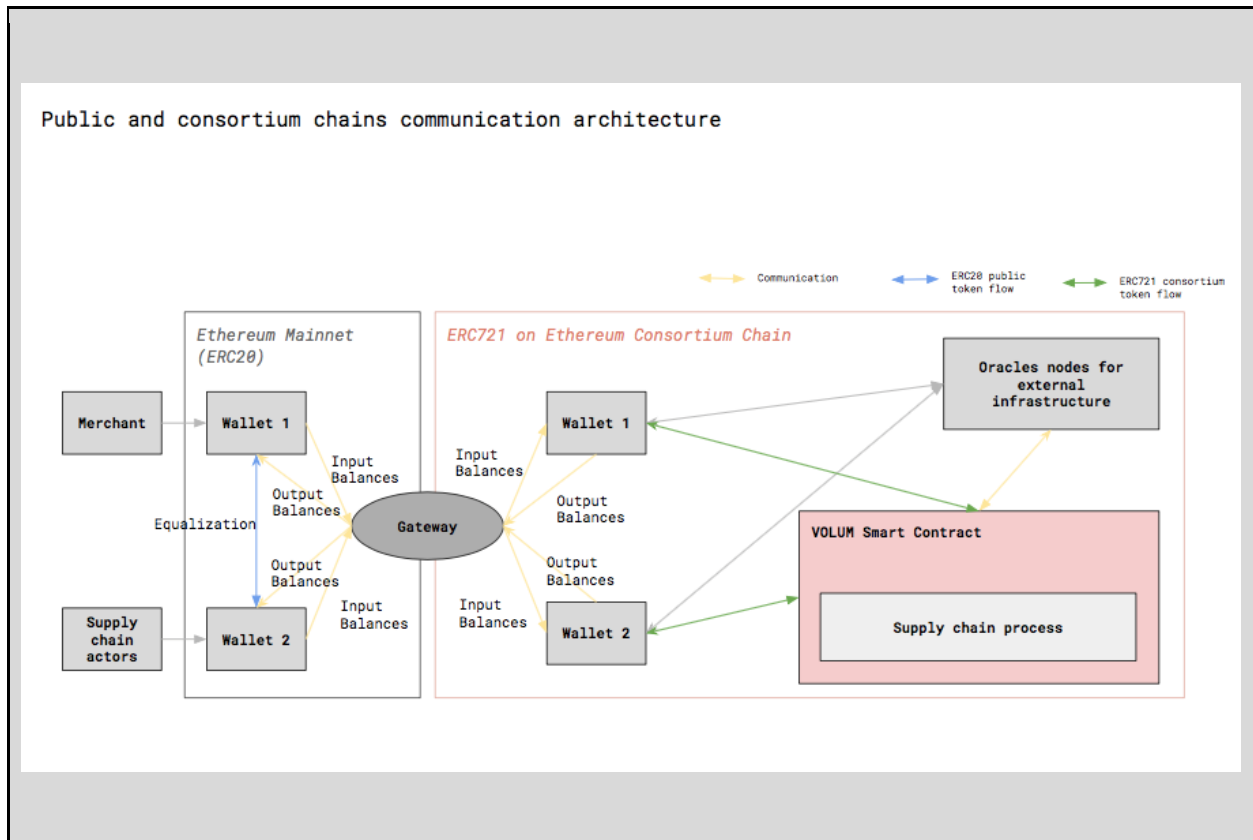 Public and consortium chains communication architecture
Communication
ERC20 public
token flow
ERC721 consortium
token flow
Ethereum Mainnet
(ERC20)
ERC721 on Ethereum Consortium Chain
Oracles nodes for
external
infrastructure
Merchant
Wallet 1
Wallet 1
Input
Balances
Input
Balances
Output
Balances
Output
Balances
Equalization
Gateway
VOLUM Smart Contract
Output
Balances
Output
Balances
Input
Balances
Input
Balances
Supply
chain
actors
Wallet 2
Wallet 2
Supply chain process